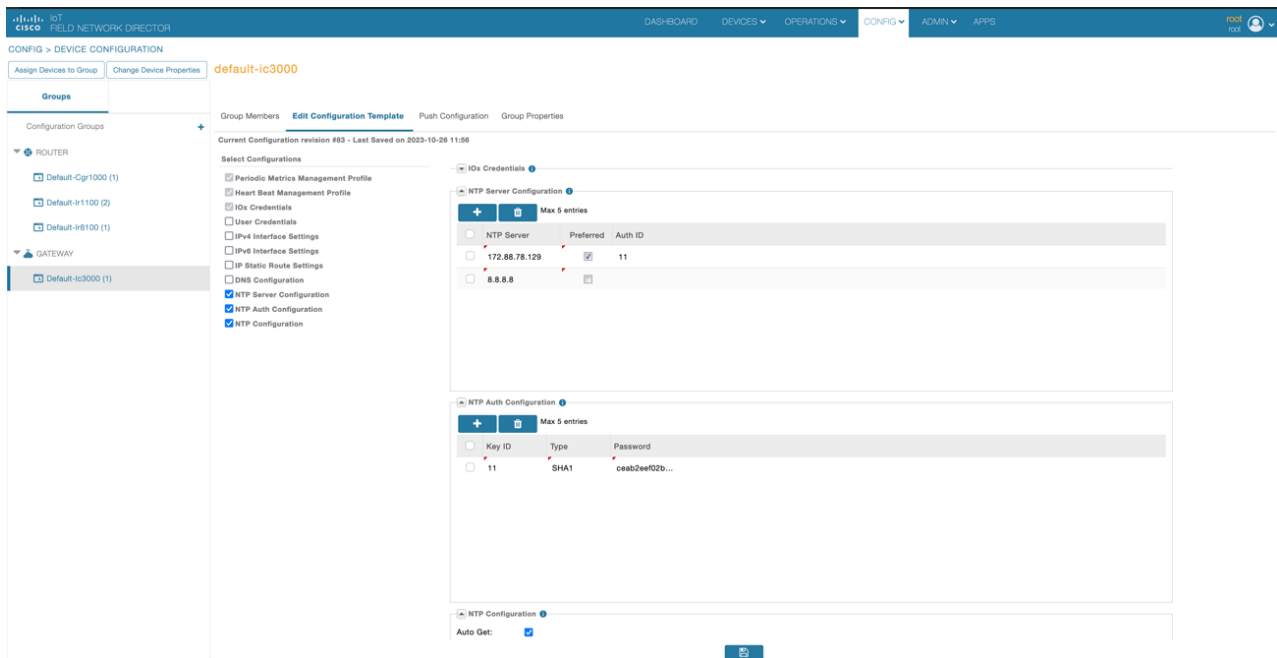 cisco IoT
FIELD NETWORK DIRECTOR
DASHBOARD DEVICES OPERATIONS CONFIG ADMIN APPS
root
root
CONFIG > DEVICE CONFIGURATION
Assign Devices to Group Change Device Properties default-ic3000
Groups
Group Members Edit Configuration Template Push Configuration Group Properties
Configuration Groups +
Current Configuration revision #83 - Last Saved on 2023-10-26 11:56
ROUTER
Default-Cgr1000 (1)
Default-Ir1100 (2)
Default-Ir8100 (1)
GATEWAY
Default-Ic3000 (1)
Select Configurations
Periodic Metrics Management Profile
Heart Beat Management Profile
IOx Credentials
User Credentials
IPv4 Interface Settings
IPv6 Interface Settings
IP Static Route Settings
DNS Configuration
NTP Server Configuration
NTP Auth Configuration
NTP Configuration
IOx Credentials
NTP Server Configuration
+ Max 5 entries
NTP Server Preferred Auth ID
172.88.78.129 11
8.8.8.8
NTP Auth Configuration
+ Max 5 entries
Key ID Type Password
11 SHA1 ceab2eef02b...
NTP Configuration
Auto Get: